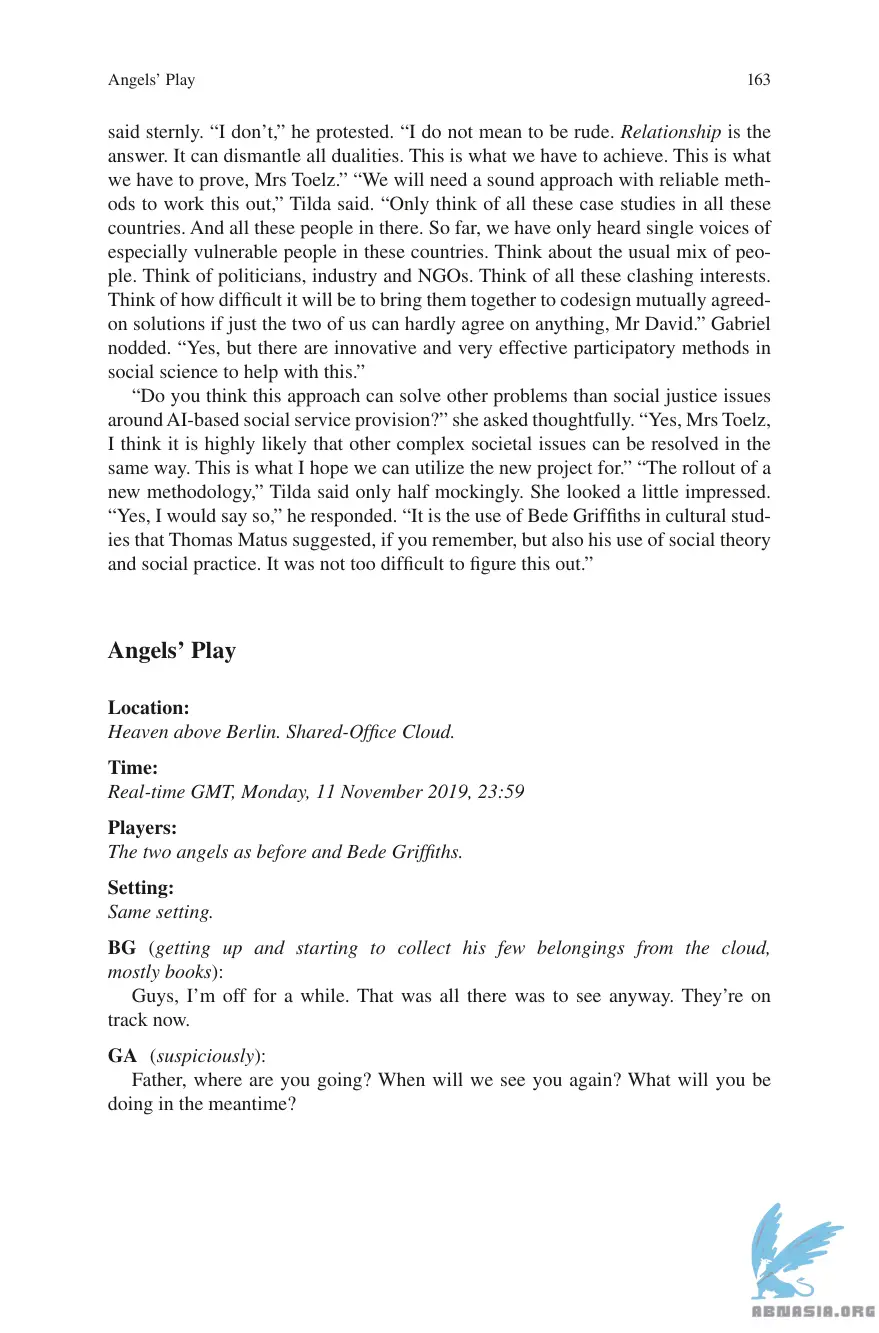 Angels’ Play 163
said sternly. “I don’t,” he protested. “I do not mean to be rude. Relationship is the
answer. It can dismantle all dualities. This is what we have to achieve. This is what
we have to prove, Mrs Toelz.” “We will need a sound approach with reliable meth-
ods to work this out,” Tilda said. “Only think of all these case studies in all these
countries. And all these people in there. So far, we have only heard single voices of
especially vulnerable people in these countries. Think about the usual mix of peo-
ple. Think of politicians, industry and NGOs. Think of all these clashing interests.
Think of how difficult it will be to bring them together to codesign mutually agreed-
on solutions if just the two of us can hardly agree on anything, Mr David.” Gabriel
nodded. “Yes, but there are innovative and very effective participatory methods in
social science to help with this.”
“Do you think this approach can solve other problems than social justice issues
around AI-based social service provision?” she asked thoughtfully. “Yes, Mrs Toelz,
I think it is highly likely that other complex societal issues can be resolved in the
same way. This is what I hope we can utilize the new project for.” “The rollout of a
new methodology,” Tilda said only half mockingly. She looked a little impressed.
“Yes, I would say so,” he responded. “It is the use of Bede Griffiths in cultural stud-
ies that Thomas Matus suggested, if you remember, but also his use of social theory
and social practice. It was not too difficult to figure this out.”
Angels’ Play
Location:
Heaven above Berlin. Shared-Office Cloud.
Time:
Real-time GMT, Monday, 11 November 2019, 23:59
Players:
The two angels as before and Bede Griffiths.
Setting:
Same setting.
BG (getting up and starting to collect his few belongings from the cloud,
mostly books):
Guys, I’m off for a while. That was all there was to see anyway. They’re on
track now.
GA (suspiciously):
Father, where are you going? When will we see you again? What will you be
doing in the meantime?
ABNASIA.ORG